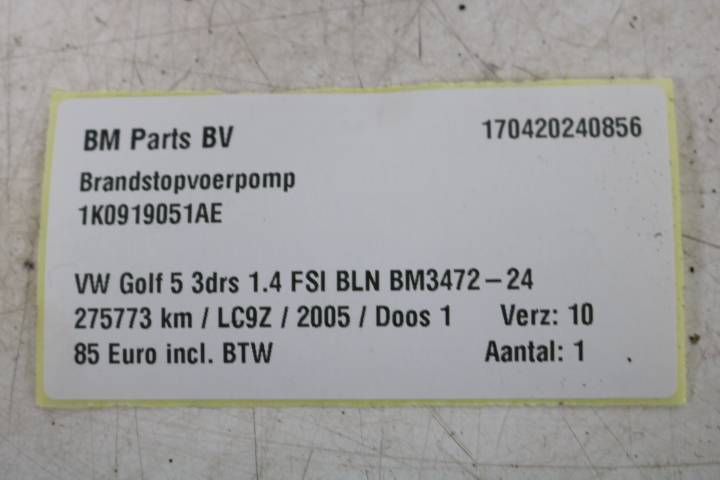 BM Parts BV 170420240856
Brandstopvoerpomp
1K0919051AE
VW Golf 5 3drs 1.4 FSI BLN BM3472-24
275773 km / LC9Z / 2005 / Doos 1 Verz: 10
85 Euro incl. BTW Aantal: 1